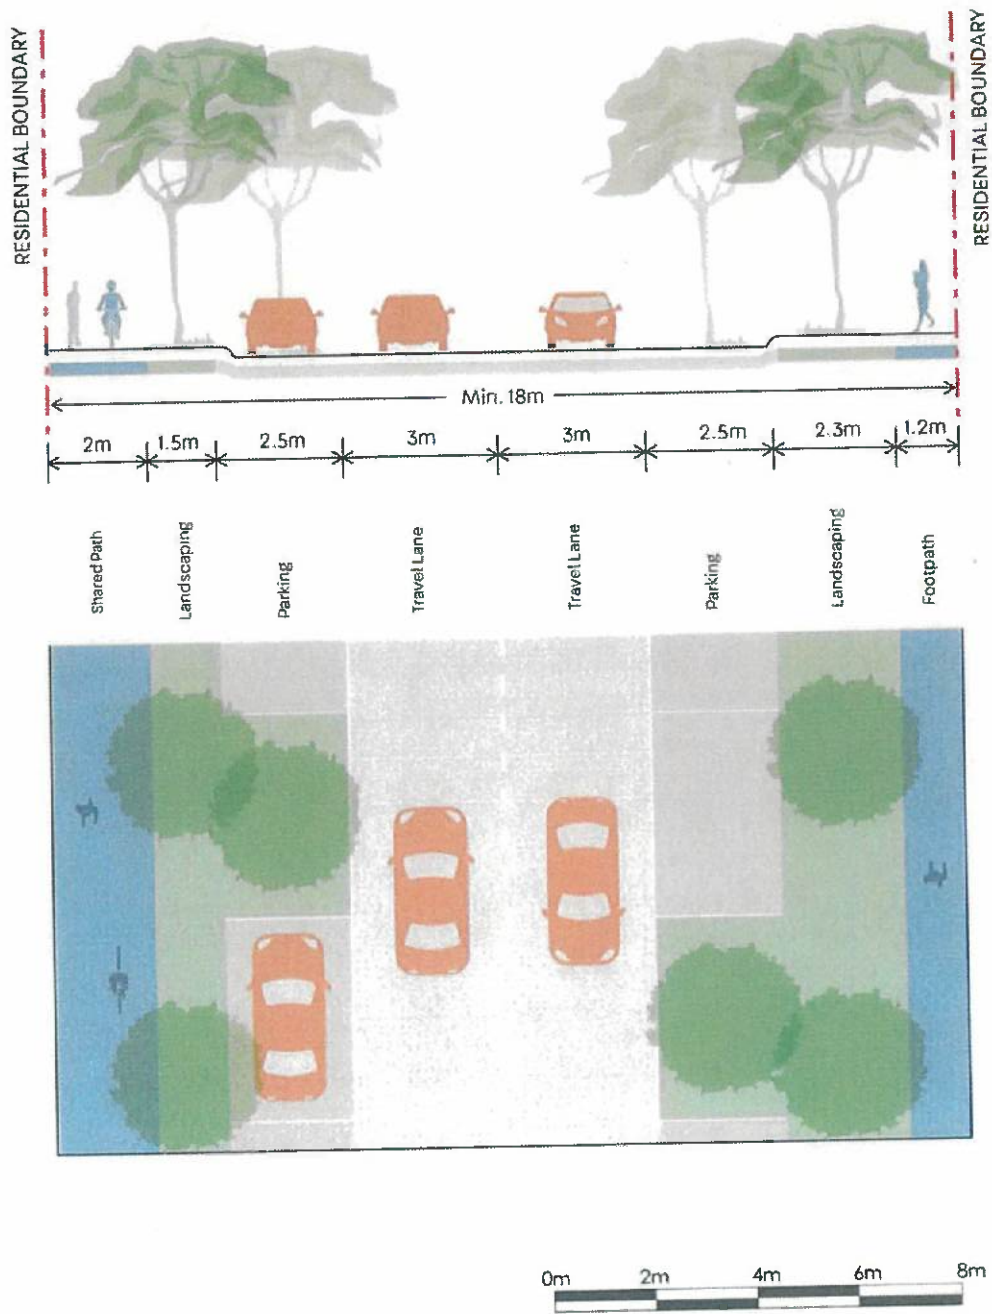 RESIDENTIAL BOUNDARY
RESIDENTIAL BOUNDARY
Min. 18m
2m
1.5m
2.5m
3m
3m
2.5m
2.3m
1.2m
Shared Path
Landscaping
Parking
Travel Lane
Travel Lane
Parking
Landscaping
Footpath
0m
2m
4m
6m
8m